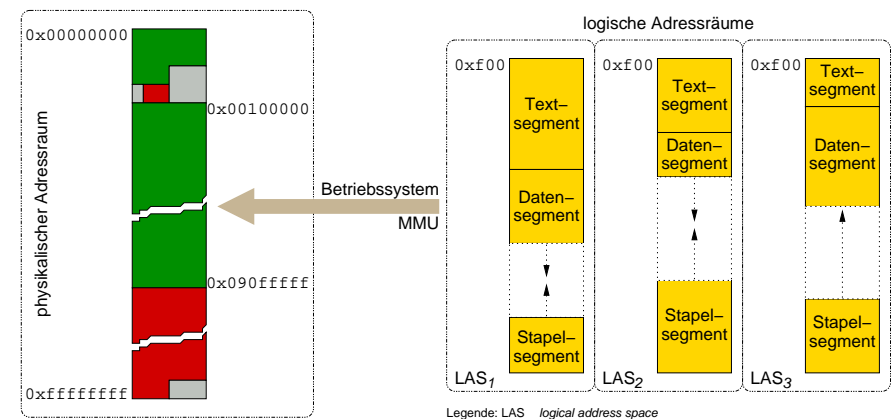 logische Adressräume
physikalischer Adressraum
0x00000000
0x00100000
0x090fffff
0xffffffff
Betriebssystem
MMU
0xf00
Text–
segment
Daten–
segment
Stapel–
segment
LAS1
0xf00
Text–
segment
Daten–
segment
Stapel–
segment
LAS2
0xf00
Text–
segment
Daten–
segment
Stapel–
segment
LAS3
Legende: LAS logical address space